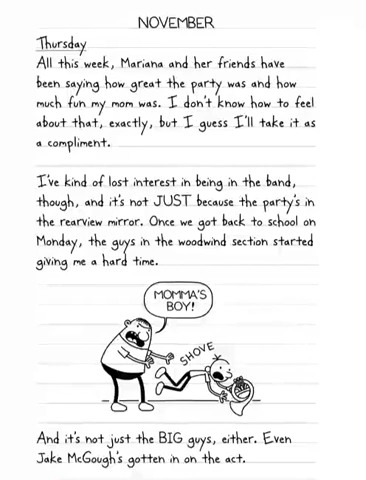 NOVEMBER
Thursday
All this week, Mariana and her friends have
been saying how great the party was and how
much fun my mom was. I don't know how to feel
about that, exactly, but I guess I'll take it as
a compliment.
I've kind of lost interest in being in the band,
though, and it's not JUST because the party's in
the rearview mirror. Once we got back to school on
Monday, the guys in the woodwind section started
giving me a hard time.
MOMMA'S
BOY!
SHOVE
And it's not just the BIG guys, either. Even
Jake McGough's gotten in on the act.